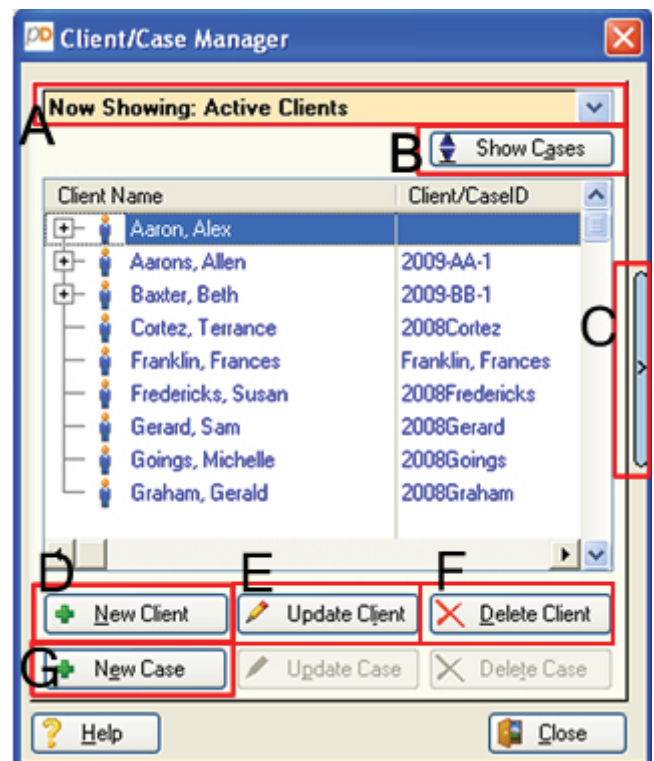 PD Client/Case Manager
A Now Showing: Active Clients
B Show Cases
Client Name Client/CaseID
Aaron, Alex
Aarons, Allen 2009-AA-1
Baxter, Beth 2009-BB-1
Cortez, Terrance 2008Cortez
C
Franklin, Frances Franklin, Frances
Fredericks, Susan 2008Fredericks
Gerard, Sam 2008Gerard
Goings, Michelle 2008Goings
Graham, Gerald 2008Graham
D E F
New Client Update Client Delete Client
G New Case Update Case Delete Case
? Help Close